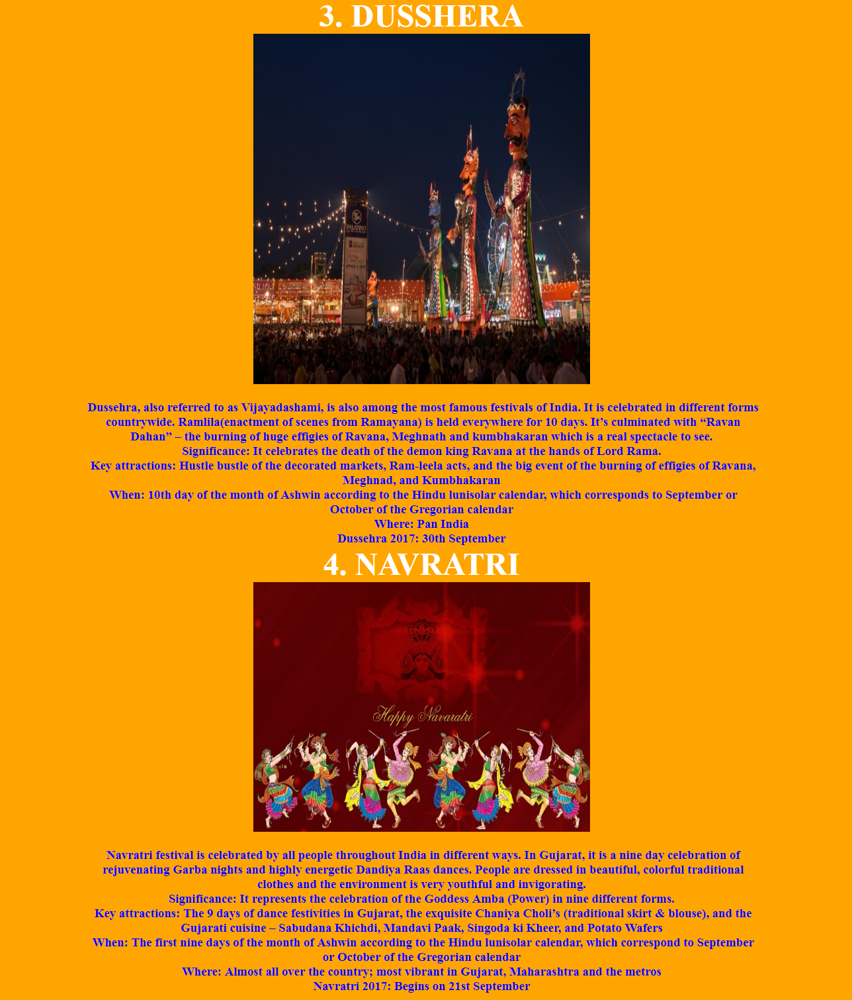 3. DUSSHERA
PALATINO
Dussehra, also referred to as Vijayadashami, is also among the most famous festivals of India. It is celebrated in different forms
countrywide. Ramlila(enactment of scenes from Ramayana) is held everywhere for 10 days. It’s culminated with “Ravan
Dahan” – the burning of huge effigies of Ravana, Meghnath and kumbhakaran which is a real spectacle to see.
Significance: It celebrates the death of the demon king Ravana at the hands of Lord Rama.
Key attractions: Hustle bustle of the decorated markets, Ram-leela acts, and the big event of the burning of effigies of Ravana,
Meghnad, and Kumbhakaran
When: 10th day of the month of Ashwin according to the Hindu lunisolar calendar, which corresponds to September or
October of the Gregorian calendar
Where: Pan India
Dussehra 2017: 30th September
4. NAVRATRI
Happy Navaratri
Navratri festival is celebrated by all people throughout India in different ways. In Gujarat, it is a nine day celebration of
rejuvenating Garba nights and highly energetic Dandiya Raas dances. People are dressed in beautiful, colorful traditional
clothes and the environment is very youthful and invigorating.
Significance: It represents the celebration of the Goddess Amba (Power) in nine different forms.
Key attractions: The 9 days of dance festivities in Gujarat, the exquisite Chaniya Choli’s (traditional skirt & blouse), and the
Gujarati cuisine – Sabudana Khichdi, Mandavi Paak, Singoda ki Kheer, and Potato Wafers
When: The first nine days of the month of Ashwin according to the Hindu lunisolar calendar, which correspond to September
or October of the Gregorian calendar
Where: Almost all over the country; most vibrant in Gujarat, Maharashtra and the metros
Navratri 2017: Begins on 21st September